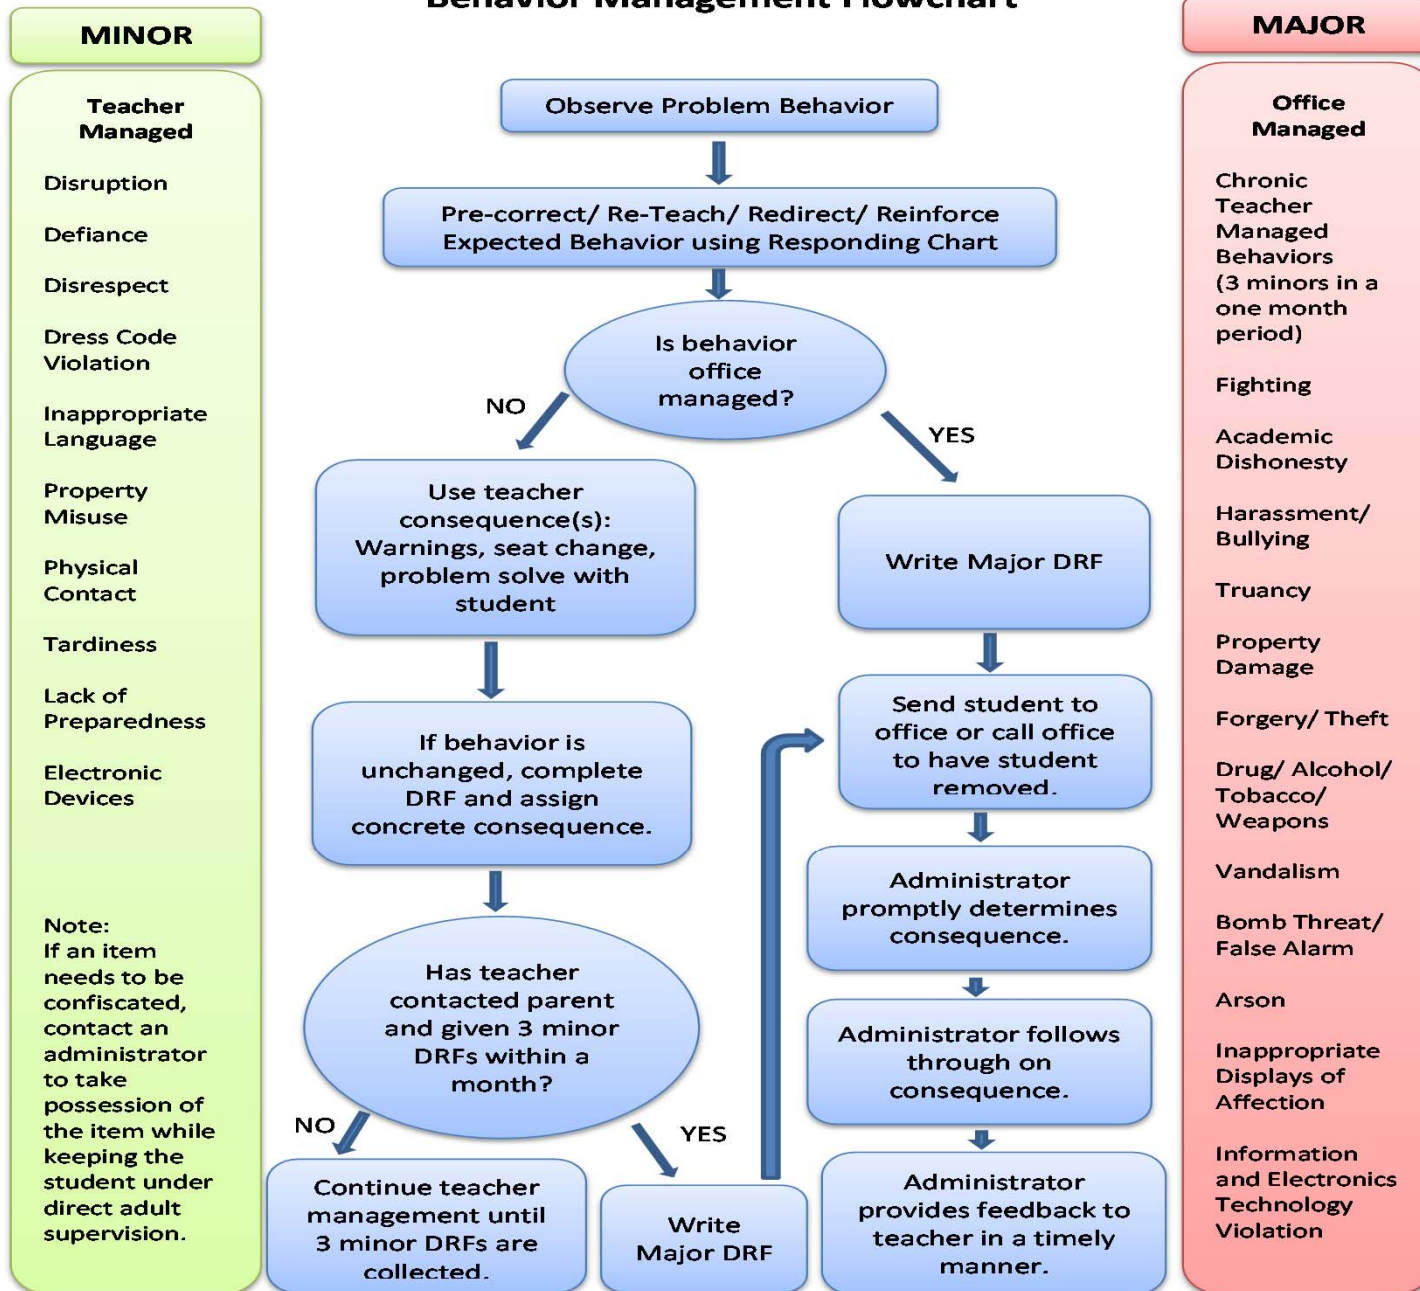 Behavior Management Flowchart
MINOR
Teacher
Managed
Disruption
Defiance
Disrespect
Dress Code
Violation
Inappropriate
Language
Property
Misuse
Physical
Contact
Tardiness
Lack of
Preparedness
Electronic
Devices
Note:
If an item
needs to be
confiscated,
contact an
administrator
to take
possession of
the item while
keeping the
student under
direct adult
supervision.
Observe Problem Behavior
Pre-correct/ Re-Teach/ Redirect/ Reinforce
Expected Behavior using Responding Chart
Is behavior
office
managed?
NO
YES
Use teacher
consequence(s):
Warnings, seat change,
problem solve with
student
If behavior is
unchanged, complete
DRF and assign
concrete consequence.
Has teacher
contacted parent
and given 3 minor
DRFs within a
month?
NO
YES
Continue teacher
management until
3 minor DRFs are
collected.
Write
Major DRF
Write Major DRF
Send student to
office or call office
to have student
removed.
Administrator
promptly determines
consequence.
Administrator follows
through on
consequence.
Administrator
provides feedback to
teacher in a timely
manner.
MAJOR
Office
Managed
Chronic
Teacher
Managed
Behaviors
(3 minors in a
one month
period)
Fighting
Academic
Dishonesty
Harassment/
Bullying
Truancy
Property
Damage
Forgery/ Theft
Drug/ Alcohol/
Tobacco/
Weapons
Vandalism
Bomb Threat/
False Alarm
Arson
Inappropriate
Displays of
Affection
Information
and Electronics
Technology
Violation